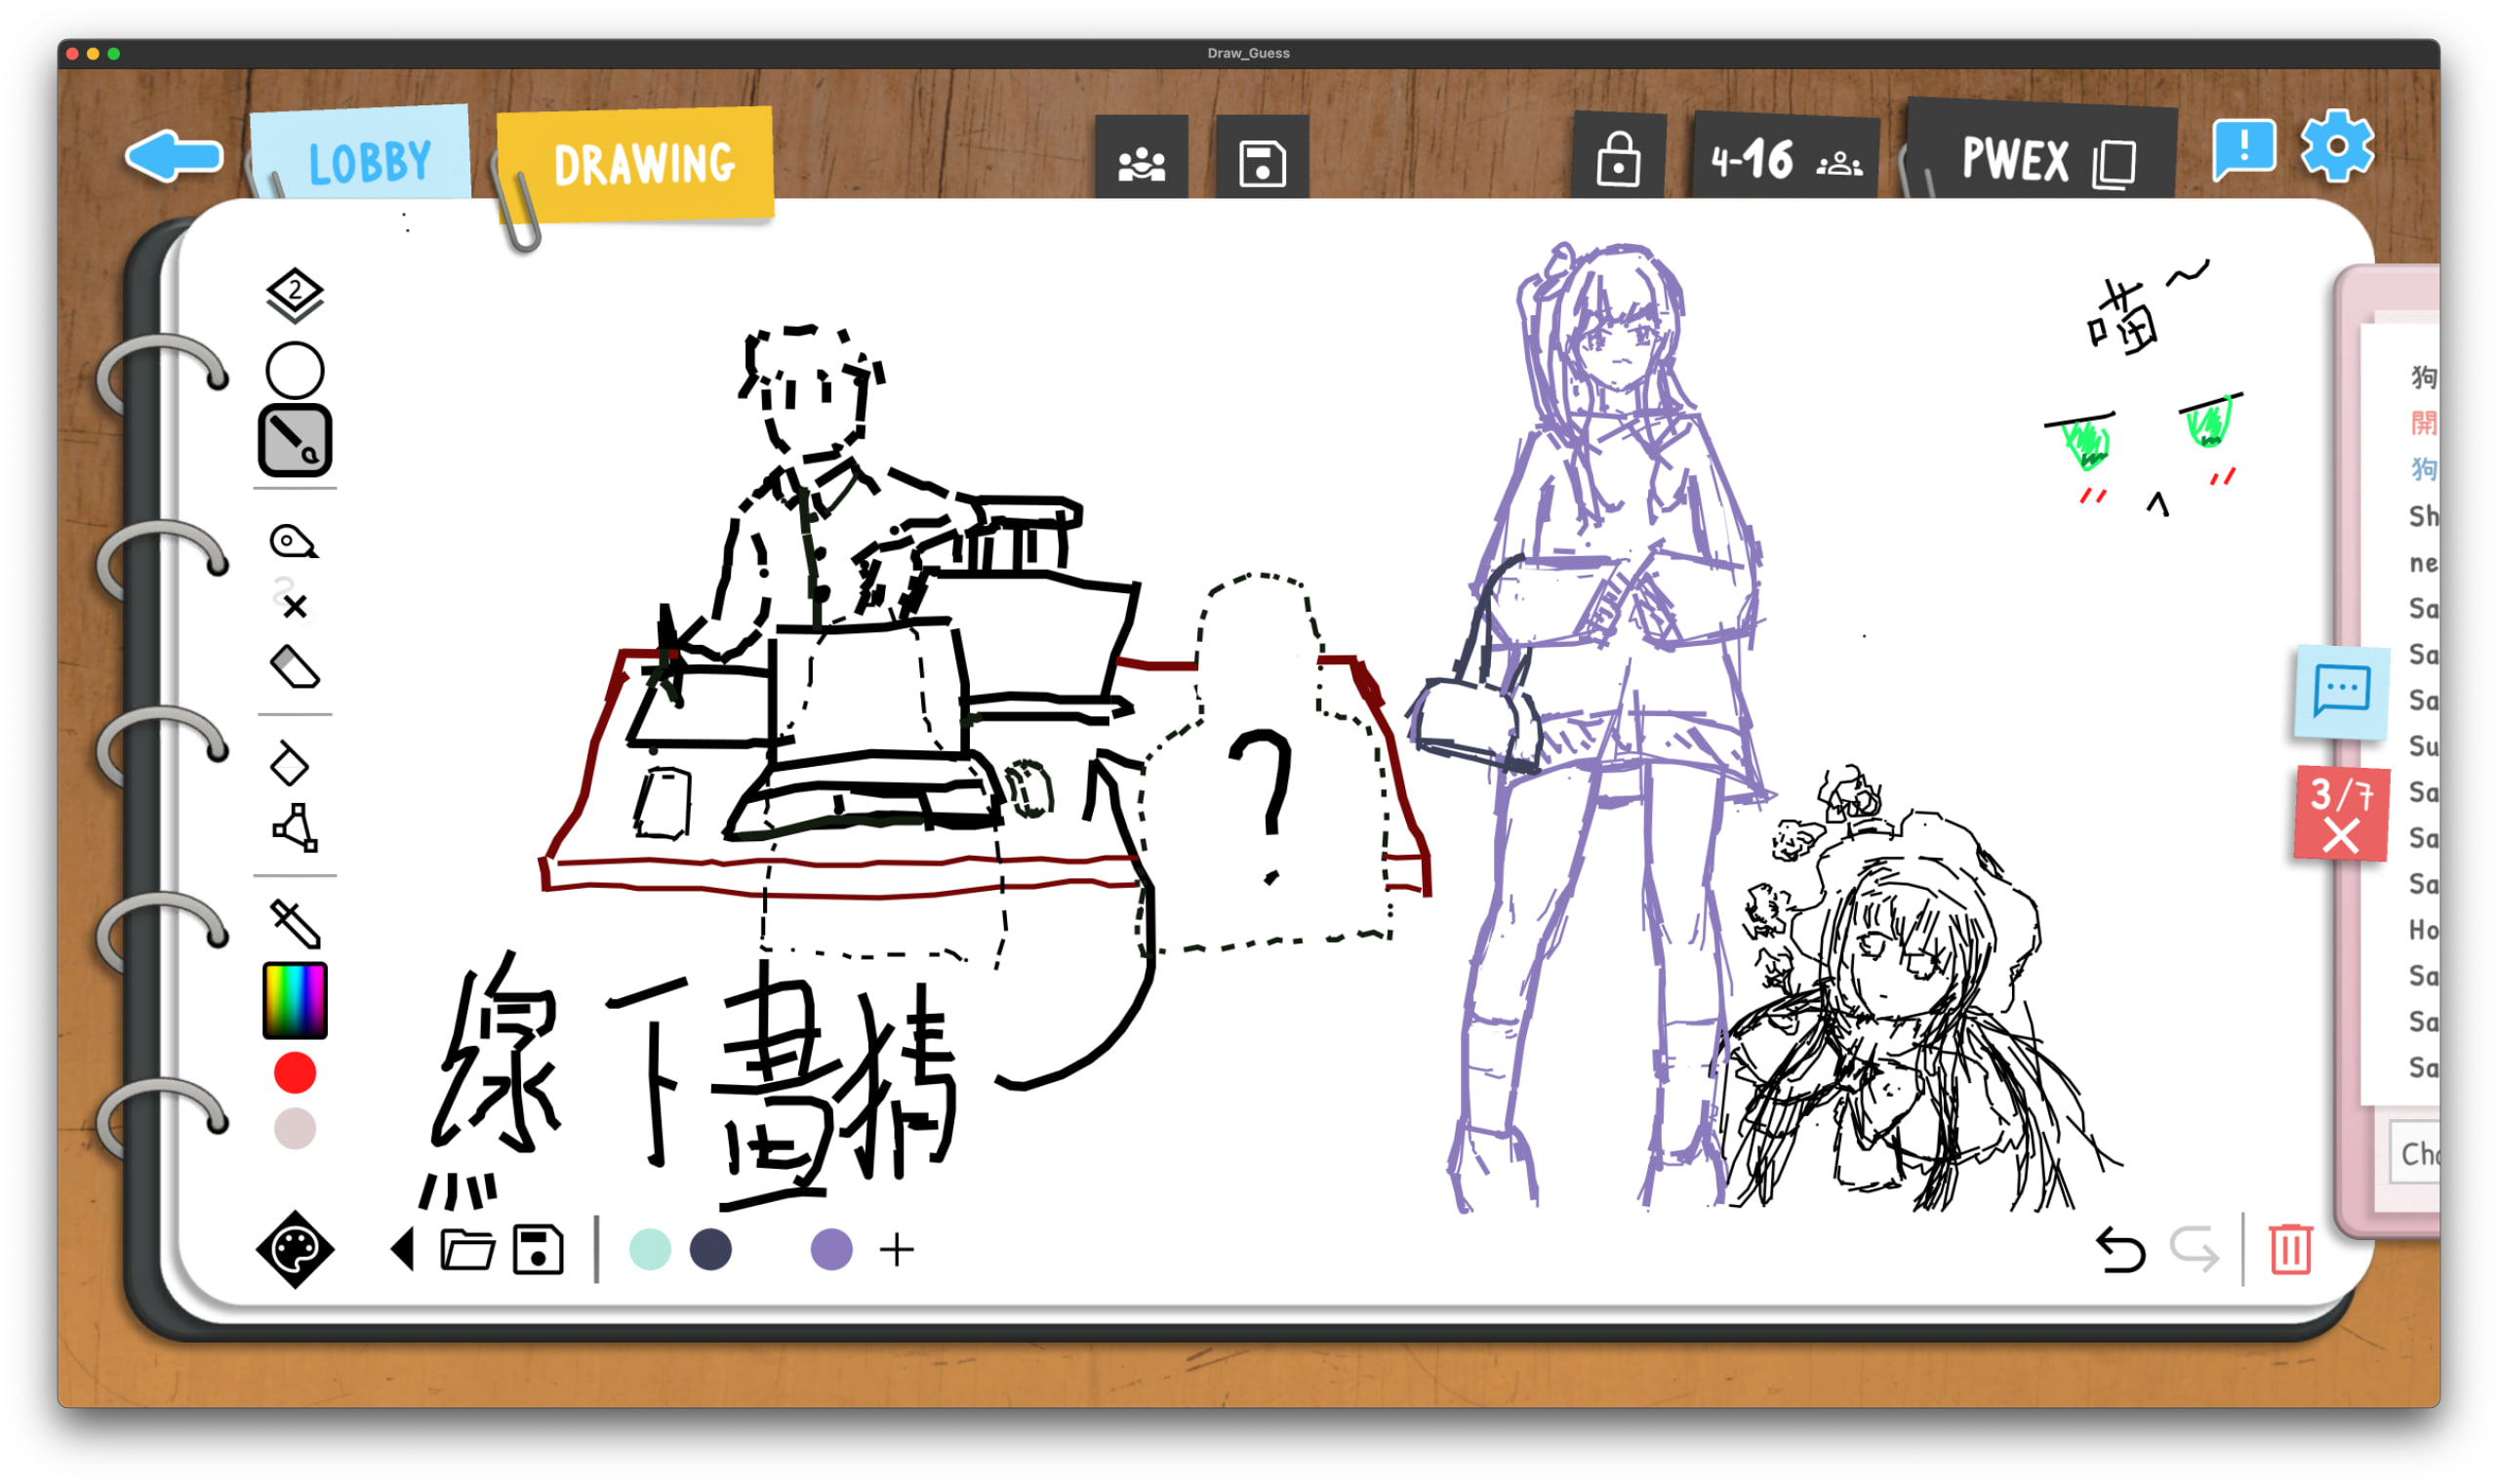 Draw_Guess
LOBBY
DRAWING
4-16
PWEX
2
喵~
狗
開
狗
Sh
ne
Sa
Sa
Sa
Su
Sa
Sa
Sa
Ho
Sa
Sa
Sa
3/7
?
線下畫猜
Cha